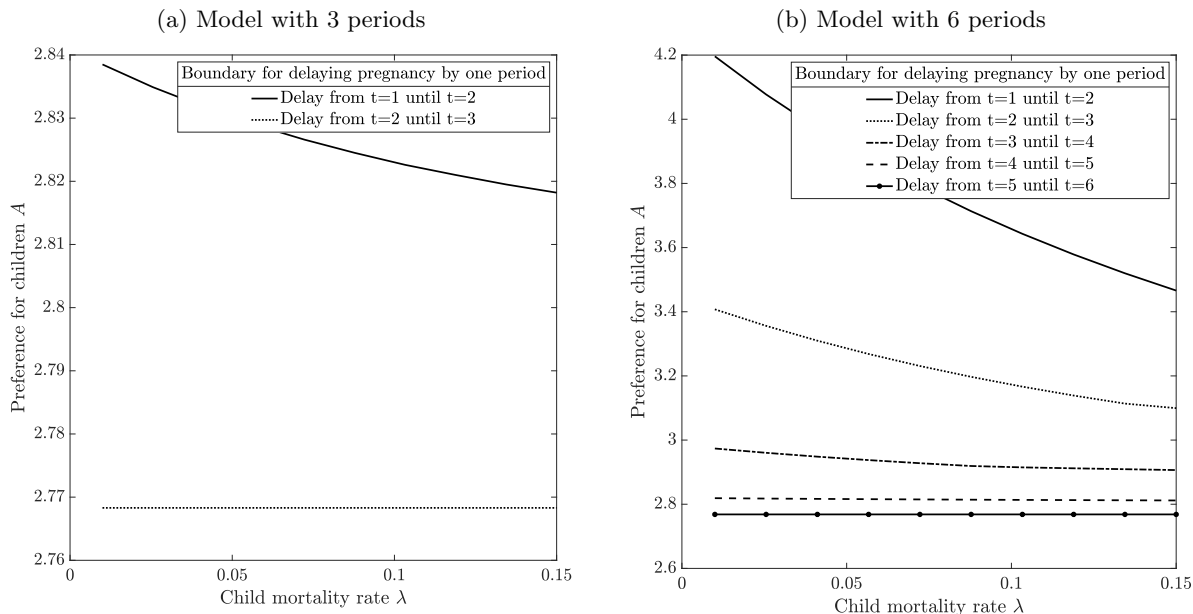 (a) Model with 3 periods
2.84
2.83
2.82
2.81
2.8
2.79
2.78
2.77
2.76
Preference for children A
Boundary for delaying pregnancy by one period
Delay from t=1 until t=2
Delay from t=2 until t=3
0
0.05
0.1
0.15
Child mortality rate λ
(b) Model with 6 periods
4.2
4
3.8
3.6
3.4
3.2
3
2.8
2.6
Preference for children A
Boundary for delaying pregnancy by one period
Delay from t=1 until t=2
Delay from t=2 until t=3
Delay from t=3 until t=4
Delay from t=4 until t=5
Delay from t=5 until t=6
0
0.05
0.1
0.15
Child mortality rate λ